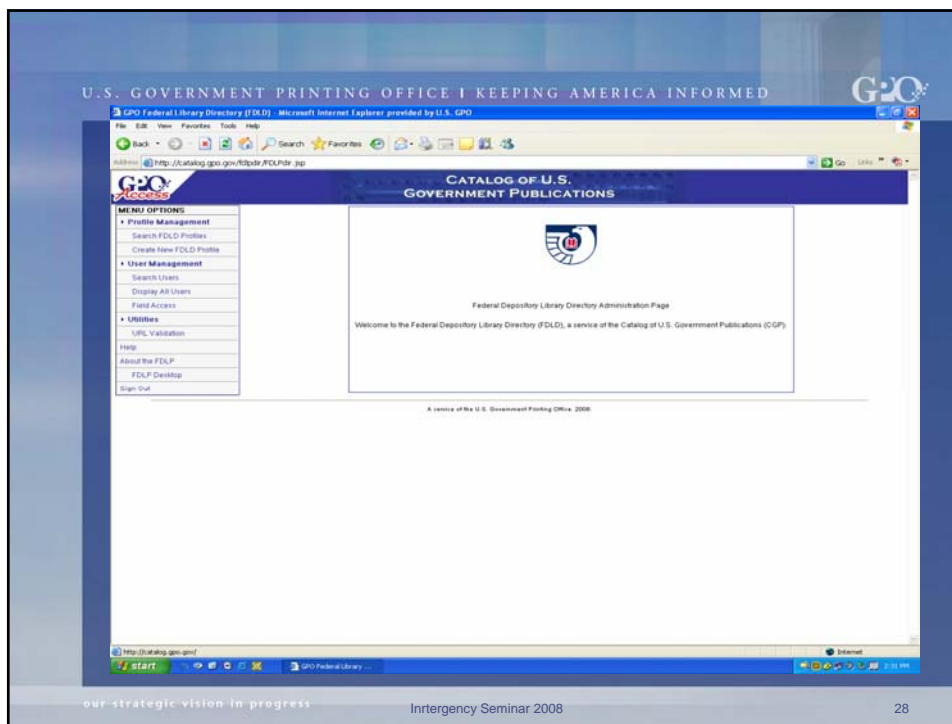 U.S. GOVERNMENT PRINTING OFFICE | KEEPING AMERICA INFORMED
GPO
GPO Federal Library Directory (FDLD) - Microsoft Internet Explorer provided by U.S. GPO
File Edit View Favorites Tools Help
Back Search Favorites
Address http://catalog.gpo.gov/fdlpdir/FDLPdir.jsp Go Links
GPO Access
CATALOG OF U.S.
GOVERNMENT PUBLICATIONS
MENU OPTIONS
Profile Management
Search FDLD Profiles
Create New FDLD Profile
User Management
Search Users
Display All Users
Field Access
Utilities
URL Validation
Help
About the FDLP
FDLP Desktop
Sign Out
Federal Depository Library Directory Administration Page
Welcome to the Federal Depository Library Directory (FDLD), a service of the Catalog of U.S. Government Publications (CGP).
A service of the U.S. Government Printing Office. 2008.
http://catalog.gpo.gov/ Internet
start GPO Federal Library ... 2:31 PM
our strategic vision in progress
Inrtergency Seminar 2008
28